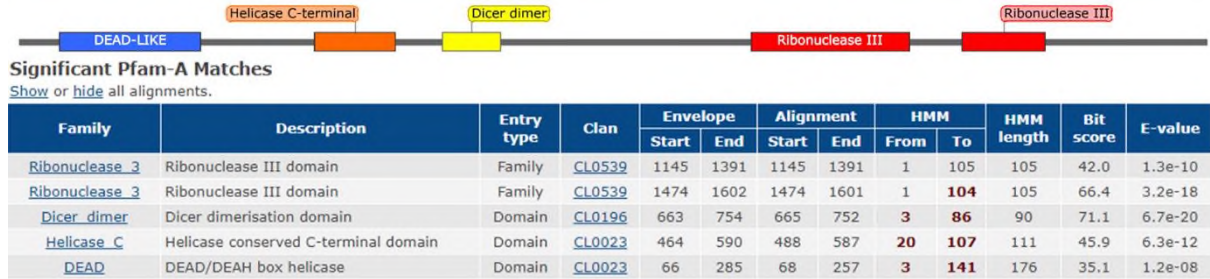 Helicase C-terminal Dicer dimer Ribonuclease III
DEAD-LIKE Ribonuclease III
Significant Pfam-A Matches
Show or hide all alignments.
Family Description Entry type Clan Envelope Alignment HMM HMM length Bit score E-value
Start End Start End From To
Ribonuclease_3 Ribonuclease III domain Family CL0539 1145 1391 1145 1391 1 105 105 42.0 1.3e-10
Ribonuclease_3 Ribonuclease III domain Family CL0539 1474 1602 1474 1601 1 104 105 66.4 3.2e-18
Dicer_dimer Dicer dimerisation domain Domain CL0196 663 754 665 752 3 86 90 71.1 6.7e-20
Helicase_C Helicase conserved C-terminal domain Domain CL0023 464 590 488 587 20 107 111 45.9 6.3e-12
DEAD DEAD/DEAH box helicase Domain CL0023 66 285 68 257 3 141 176 35.1 1.2e-08